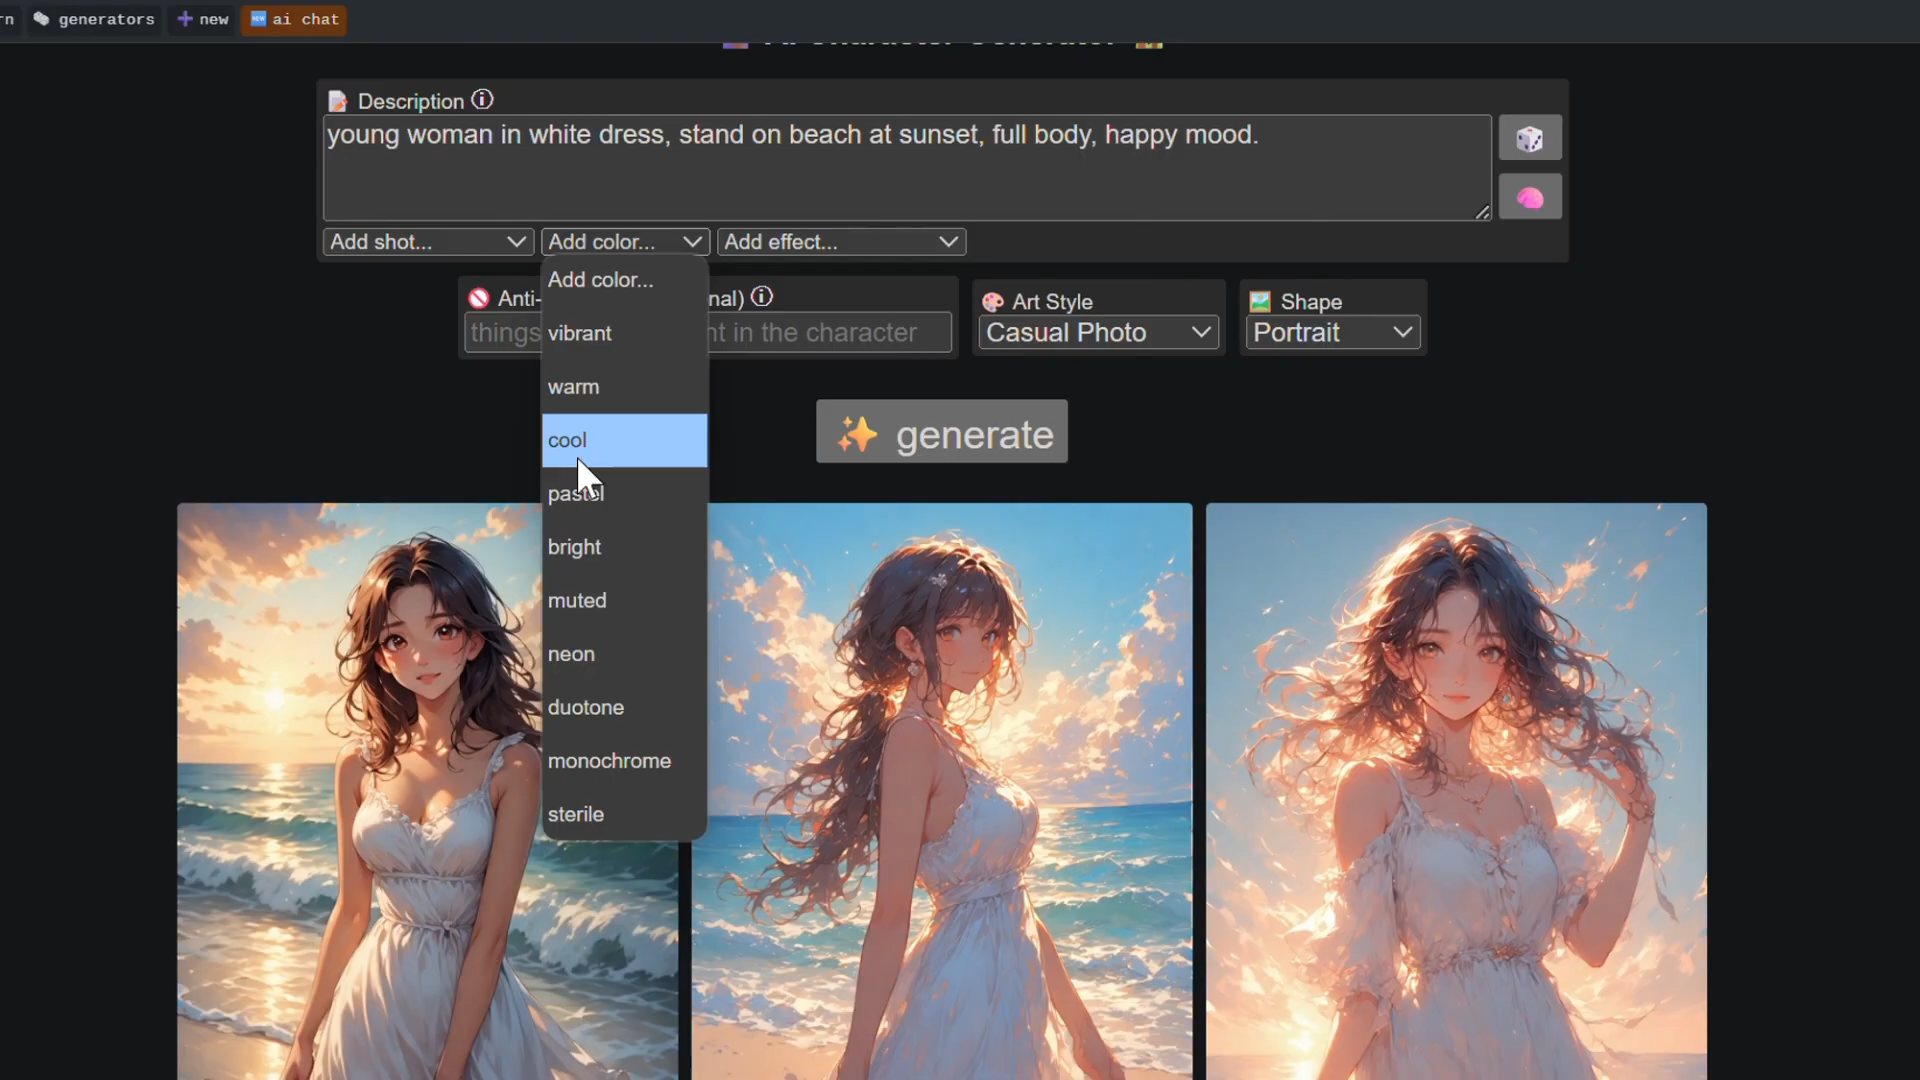 rn generators new ai chat
Description
young woman in white dress, stand on beach at sunset, full body, happy mood.
Add shot... Add color... Add effect...
Add color...
vibrant
warm
cool
pastel
bright
muted
neon
duotone
monochrome
sterile
Anti- nal)
things nt in the character
Art Style
Casual Photo
Shape
Portrait
generate